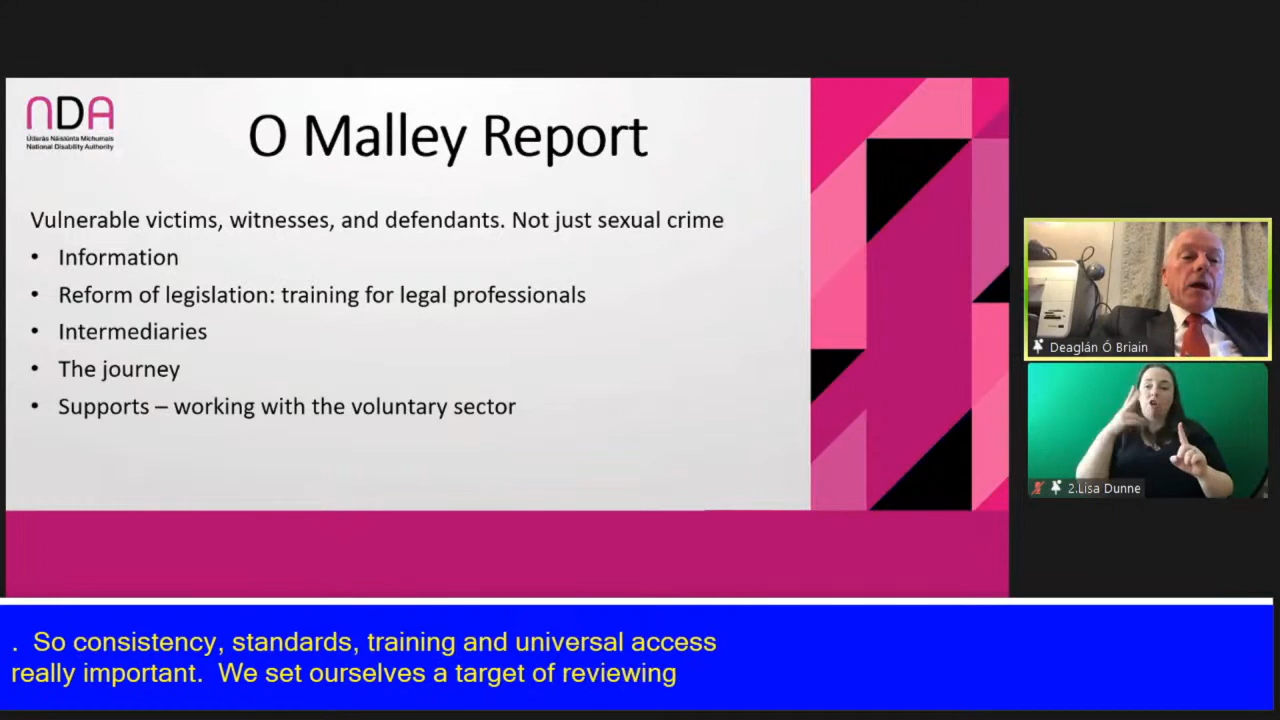 NDA
Údarás Náisiúnta Míchumais
National Disability Authority
O Malley Report
Vulnerable victims, witnesses, and defendants. Not just sexual crime
• Information
• Reform of legislation: training for legal professionals
• Intermediaries
• The journey
• Supports – working with the voluntary sector
Deaglán Ó Briain
2.Lisa Dunne
. So consistency, standards, training and universal access
really important. We set ourselves a target of reviewing